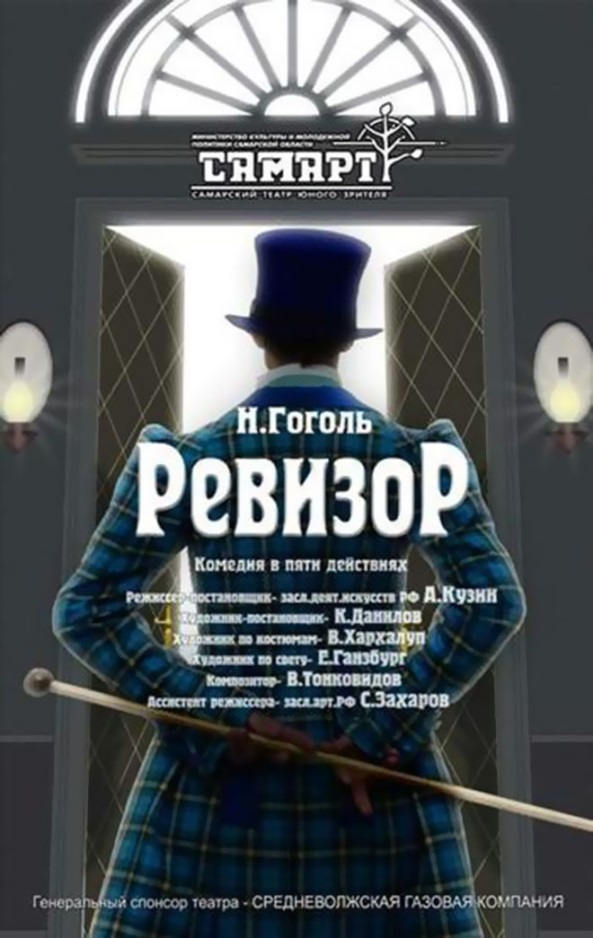 МИНИСТЕРСТВО КУЛЬТУРЫ И МОЛОДЕЖНОЙ
ПОЛИТИКИ САМАРСКОЙ ОБЛАСТИ
САМАРТ
САМАРСКИЙ ТЕАТР ЮНОГО ЗРИТЕЛЯ
Н.Гоголь
Ревизор
Комедия в пяти действиях
Режиссер-постановщик- засл.деят.искусств РФ А.Кузин
Художник-постановщик- К.Данилов
Художник по костюмам- В.Хархалуп
Художник по свету- Е.Ганзбург
Композитор- В.Тонковидов
Ассистент режиссера- засл.арт.РФ С.Захаров
Генеральный спонсор театра - СРЕДНЕВОЛЖСКАЯ ГАЗОВАЯ КОМПАНИЯ